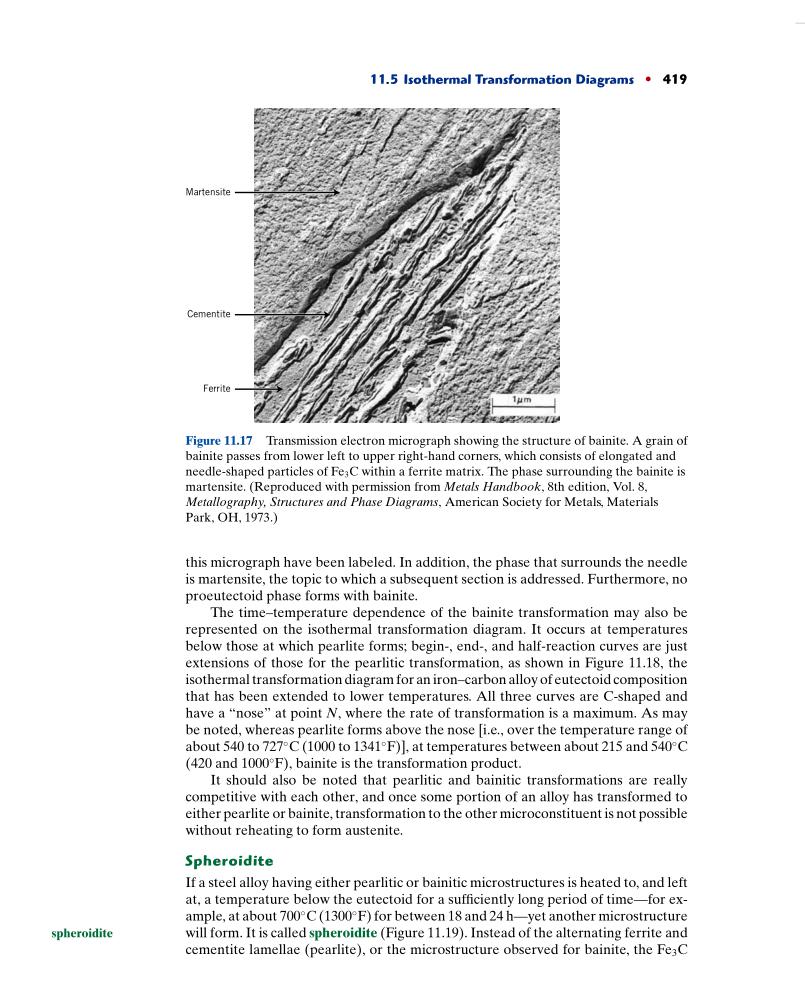 11.5 Isothermal Transformation Diagrams • 419
Martensite
Cementite
Ferrite
1μm
Figure 11.17 Transmission electron micrograph showing the structure of bainite. A grain of
bainite passes from lower left to upper right-hand corners, which consists of elongated and
needle-shaped particles of Fe3C within a ferrite matrix. The phase surrounding the bainite is
martensite. (Reproduced with permission from Metals Handbook, 8th edition, Vol. 8,
Metallography, Structures and Phase Diagrams, American Society for Metals, Materials
Park, OH, 1973.)
this micrograph have been labeled. In addition, the phase that surrounds the needle
is martensite, the topic to which a subsequent section is addressed. Furthermore, no
proeutectoid phase forms with bainite.
The time–temperature dependence of the bainite transformation may also be
represented on the isothermal transformation diagram. It occurs at temperatures
below those at which pearlite forms; begin-, end-, and half-reaction curves are just
extensions of those for the pearlitic transformation, as shown in Figure 11.18, the
isothermal transformation diagram for an iron–carbon alloy of eutectoid composition
that has been extended to lower temperatures. All three curves are C-shaped and
have a “nose” at point N, where the rate of transformation is a maximum. As may
be noted, whereas pearlite forms above the nose [i.e., over the temperature range of
about 540 to 727°C (1000 to 1341°F)], at temperatures between about 215 and 540°C
(420 and 1000°F), bainite is the transformation product.
It should also be noted that pearlitic and bainitic transformations are really
competitive with each other, and once some portion of an alloy has transformed to
either pearlite or bainite, transformation to the other microconstituent is not possible
without reheating to form austenite.
Spheroidite
If a steel alloy having either pearlitic or bainitic microstructures is heated to, and left
at, a temperature below the eutectoid for a sufficiently long period of time—for ex-
ample, at about 700°C (1300°F) for between 18 and 24 h—yet another microstructure
spheroidite
will form. It is called spheroidite (Figure 11.19). Instead of the alternating ferrite and
cementite lamellae (pearlite), or the microstructure observed for bainite, the Fe3C